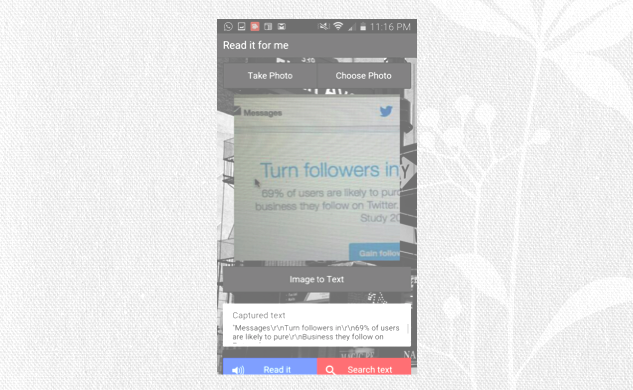 11:16 PM
Read it for me
Take Photo
Choose Photo
Messages
Turn followers in
69% of users are likely to purc
business they follow on Twitter.
Study 20
Gain follow
Image to Text
Captured text
"Messages\r\nTurn followers in\r\n69% of users
are likely to pure\r\nBusiness they follow on
Read it
Search text